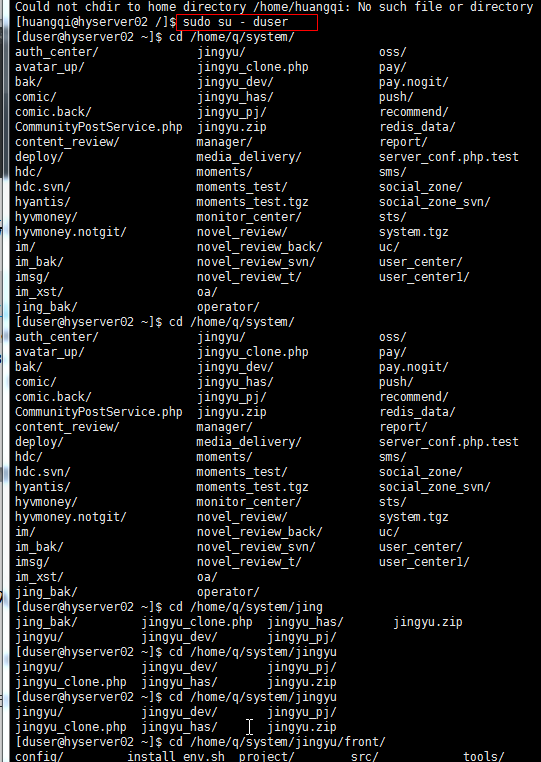 Could not chdir to home directory /home/huangqi: No such file or directory
[huangqi@hyserver02 /]$ sudo su - duser
[duser@hyserver02 ~]$ cd /home/q/system/
auth_center/ jingyu/ oss/
avatar_up/ jingyu_clone.php pay/
bak/ jingyu_dev/ pay.nogit/
comic/ jingyu_has/ push/
comic.back/ jingyu_pj/ recommend/
CommunityPostService.php jingyu.zip redis_data/
content_review/ manager/ report/
deploy/ media_delivery/ server_conf.php.test
hdc/ moments/ sms/
hdc.svn/ moments_test/ social_zone/
hyantis/ moments_test.tgz social_zone_svn/
hyvmoney/ monitor_center/ sts/
hyvmoney.notgit/ novel_review/ system.tgz
im/ novel_review_back/ uc/
im_bak/ novel_review_svn/ user_center/
imsg/ novel_review_t/ user_center1/
im_xst/ oa/
jing_bak/ operator/
[duser@hyserver02 ~]$ cd /home/q/system/
auth_center/ jingyu/ oss/
avatar_up/ jingyu_clone.php pay/
bak/ jingyu_dev/ pay.nogit/
comic/ jingyu_has/ push/
comic.back/ jingyu_pj/ recommend/
CommunityPostService.php jingyu.zip redis_data/
content_review/ manager/ report/
deploy/ media_delivery/ server_conf.php.test
hdc/ moments/ sms/
hdc.svn/ moments_test/ social_zone/
hyantis/ moments_test.tgz social_zone_svn/
hyvmoney/ monitor_center/ sts/
hyvmoney.notgit/ novel_review/ system.tgz
im/ novel_review_back/ uc/
im_bak/ novel_review_svn/ user_center/
imsg/ novel_review_t/ user_center1/
im_xst/ oa/
jing_bak/ operator/
[duser@hyserver02 ~]$ cd /home/q/system/jing
jing_bak/ jingyu_clone.php jingyu_has/ jingyu.zip
jingyu/ jingyu_dev/ jingyu_pj/
[duser@hyserver02 ~]$ cd /home/q/system/jingyu
jingyu/ jingyu_dev/ jingyu_pj/
jingyu_clone.php jingyu_has/ jingyu.zip
[duser@hyserver02 ~]$ cd /home/q/system/jingyu
jingyu/ jingyu_dev/ jingyu_pj/
jingyu_clone.php jingyu_has/ jingyu.zip
[duser@hyserver02 ~]$ cd /home/q/system/jingyu/front/
config/ install_env.sh project/ src/ tools/